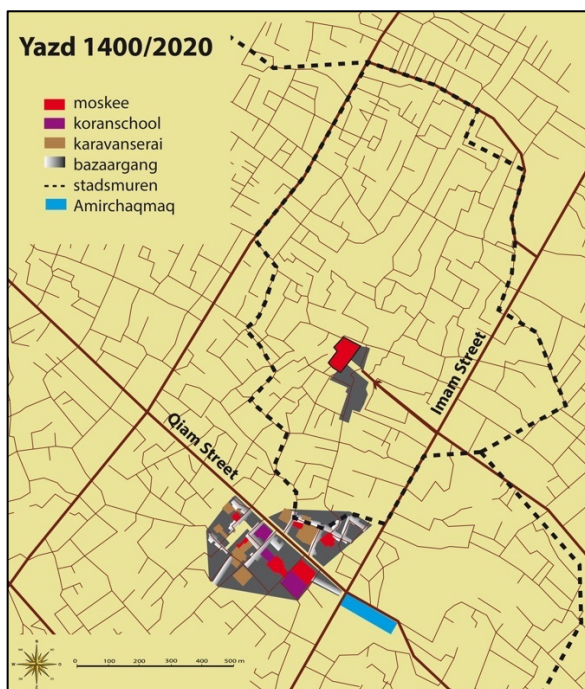 Yazd 1400/2020
moskee
koranschool
karavanserai
bazaargang
stadsmuren
Amirchaqmaq
Imam Street
Qiam Street
0 100 200 300 400 500 m